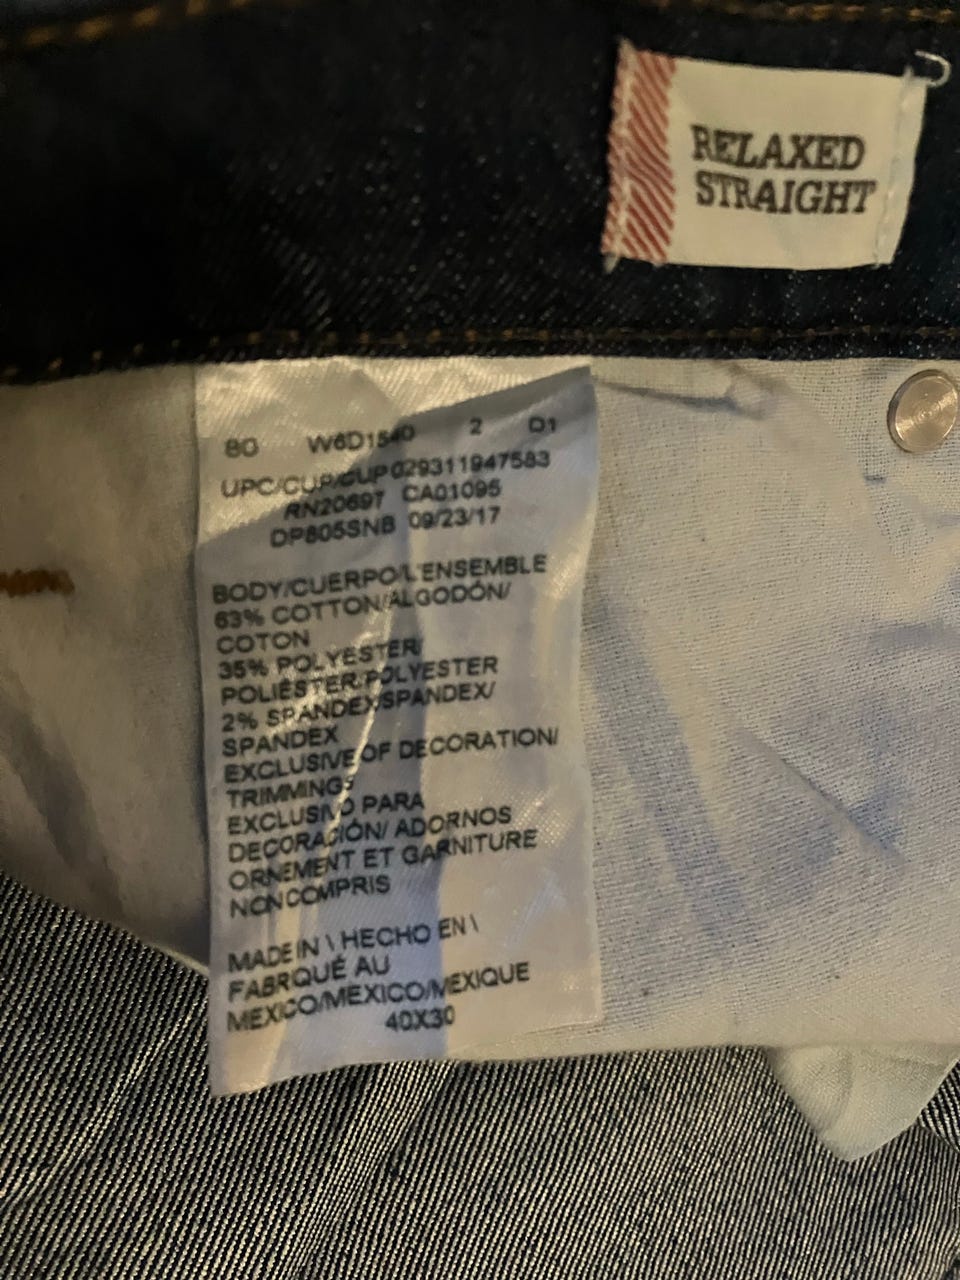 RELAXED
STRAIGHT
80 W6D1540 2 D1
UPC/CUP/CUP 029311947583
RN20697 CA01095
DP805SNB 09/23/17
BODY/CUERPO/L'ENSEMBLE
63% COTTON/ALGODÓN/
COTON
35% POLYESTER/
POLIÉSTER/POLYESTER
2% SPANDEX/SPANDEX/
SPANDEX
EXCLUSIVE OF DECORATION/
TRIMMINGS
EXCLUSIVO PARA
DECORACIÓN/ ADORNOS
ORNEMENT ET GARNITURE
NON COMPRIS
MADE IN \ HECHO EN \
FABRIQUÉ AU
MEXICO/MEXICO/MEXIQUE
40X30